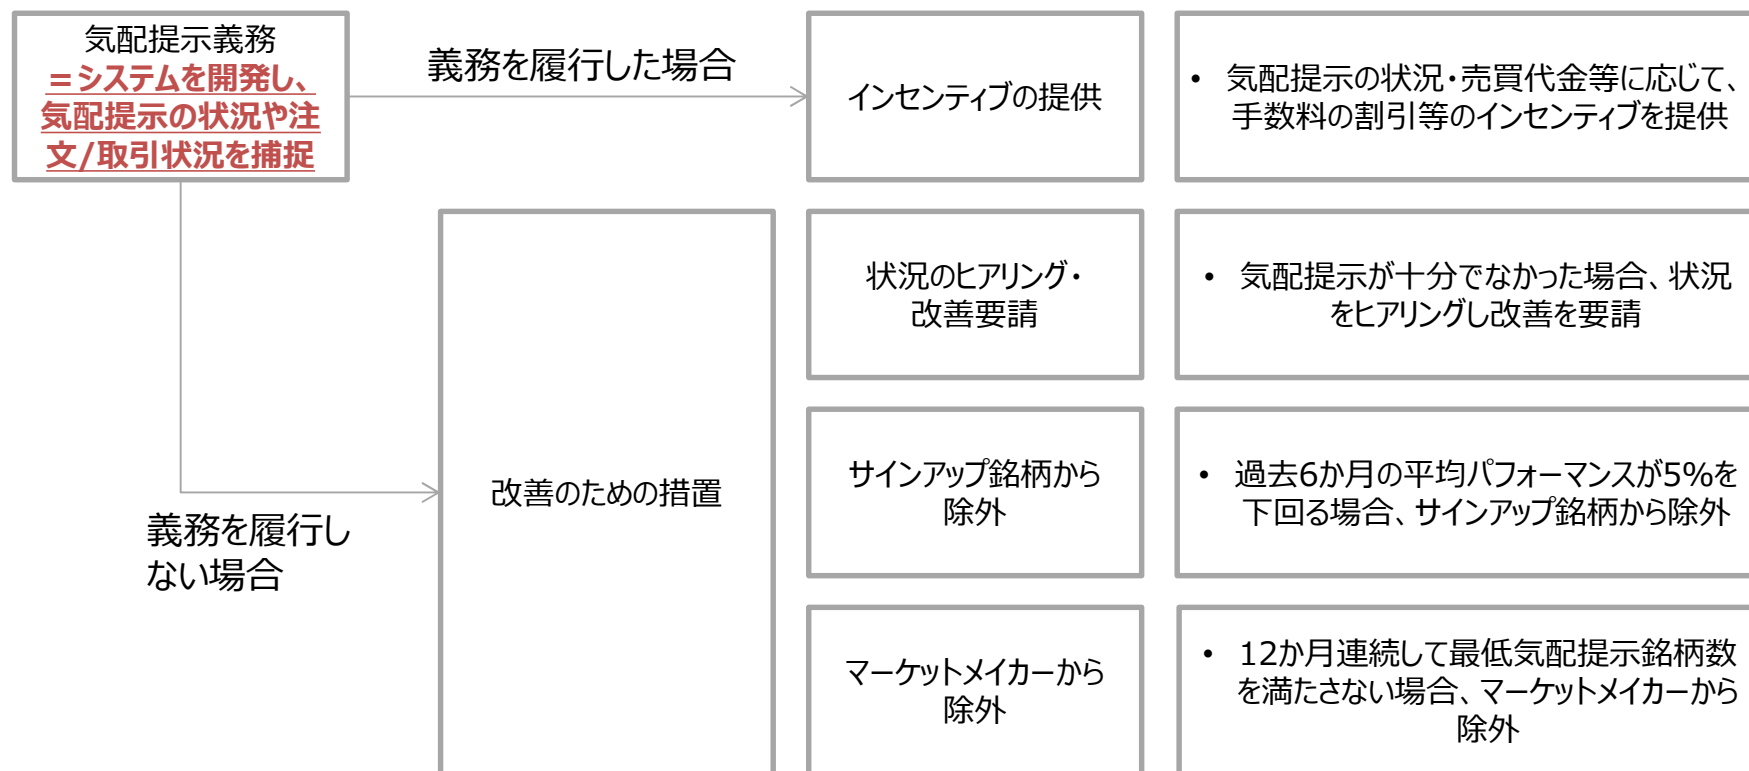 気配提示義務
＝システムを開発し、
気配提示の状況や注
文/取引状況を捕捉
義務を履行した場合
インセンティブの提供
• 気配提示の状況・売買代金等に応じて、
手数料の割引等のインセンティブを提供
状況のヒアリング・
改善要請
• 気配提示が十分でなかった場合、状況
をヒアリングし改善を要請
改善のための措置
サインアップ銘柄から
除外
• 過去6か月の平均パフォーマンスが5%を
下回る場合、サインアップ銘柄から除外
義務を履行し
ない場合
マーケットメイカーから
除外
• 12か月連続して最低気配提示銘柄数
を満たさない場合、マーケットメイカーから
除外